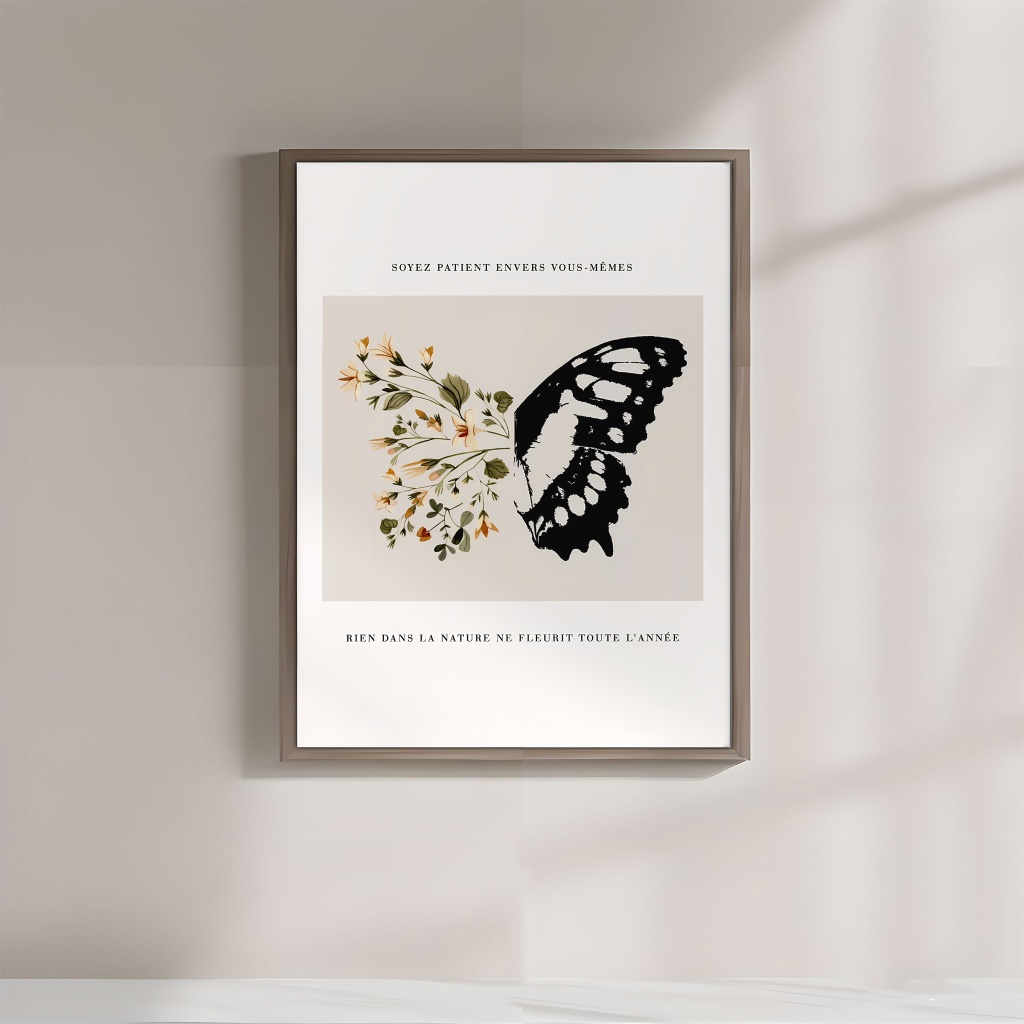 SOYEZ PATIENT ENVERS VOUS-MÊMES
RIEN DANS LA NATURE NE FLEURIT TOUTE L'ANNÉE